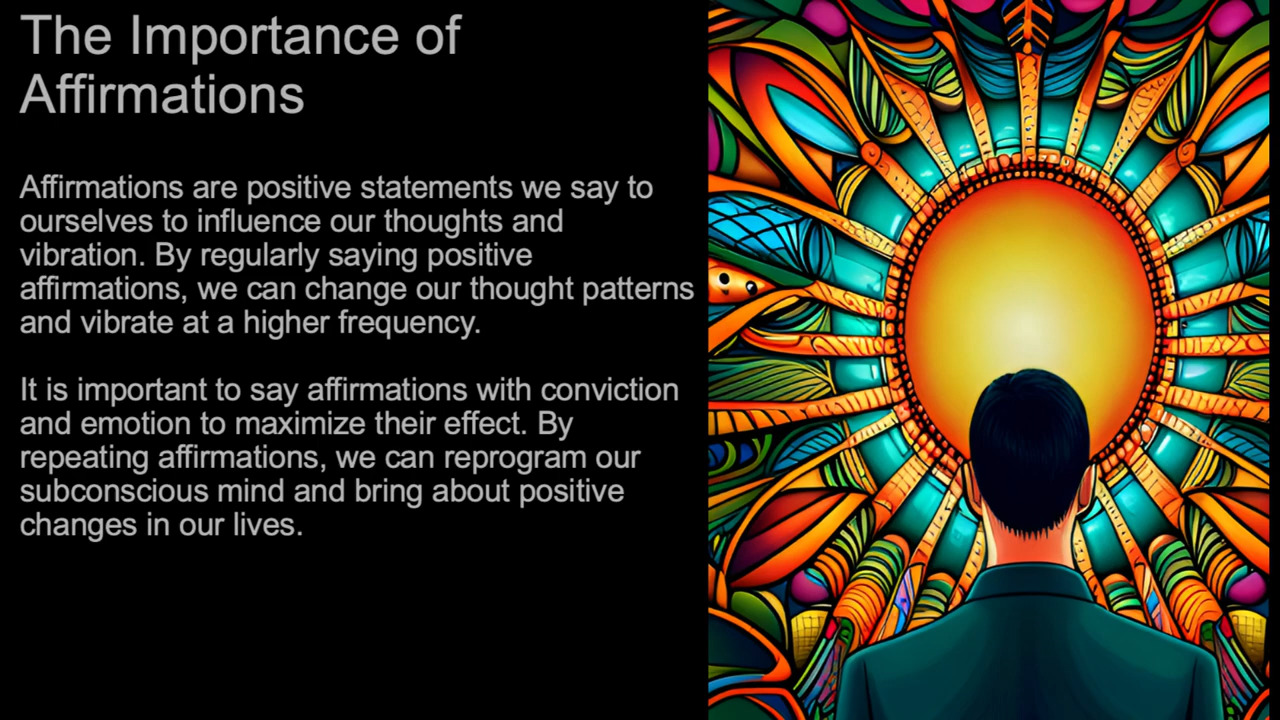 The Importance of
Affirmations
Affirmations are positive statements we say to
ourselves to influence our thoughts and
vibration. By regularly saying positive
affirmations, we can change our thought patterns
and vibrate at a higher frequency.
It is important to say affirmations with conviction
and emotion to maximize their effect. By
repeating affirmations, we can reprogram our
subconscious mind and bring about positive
changes in our lives.